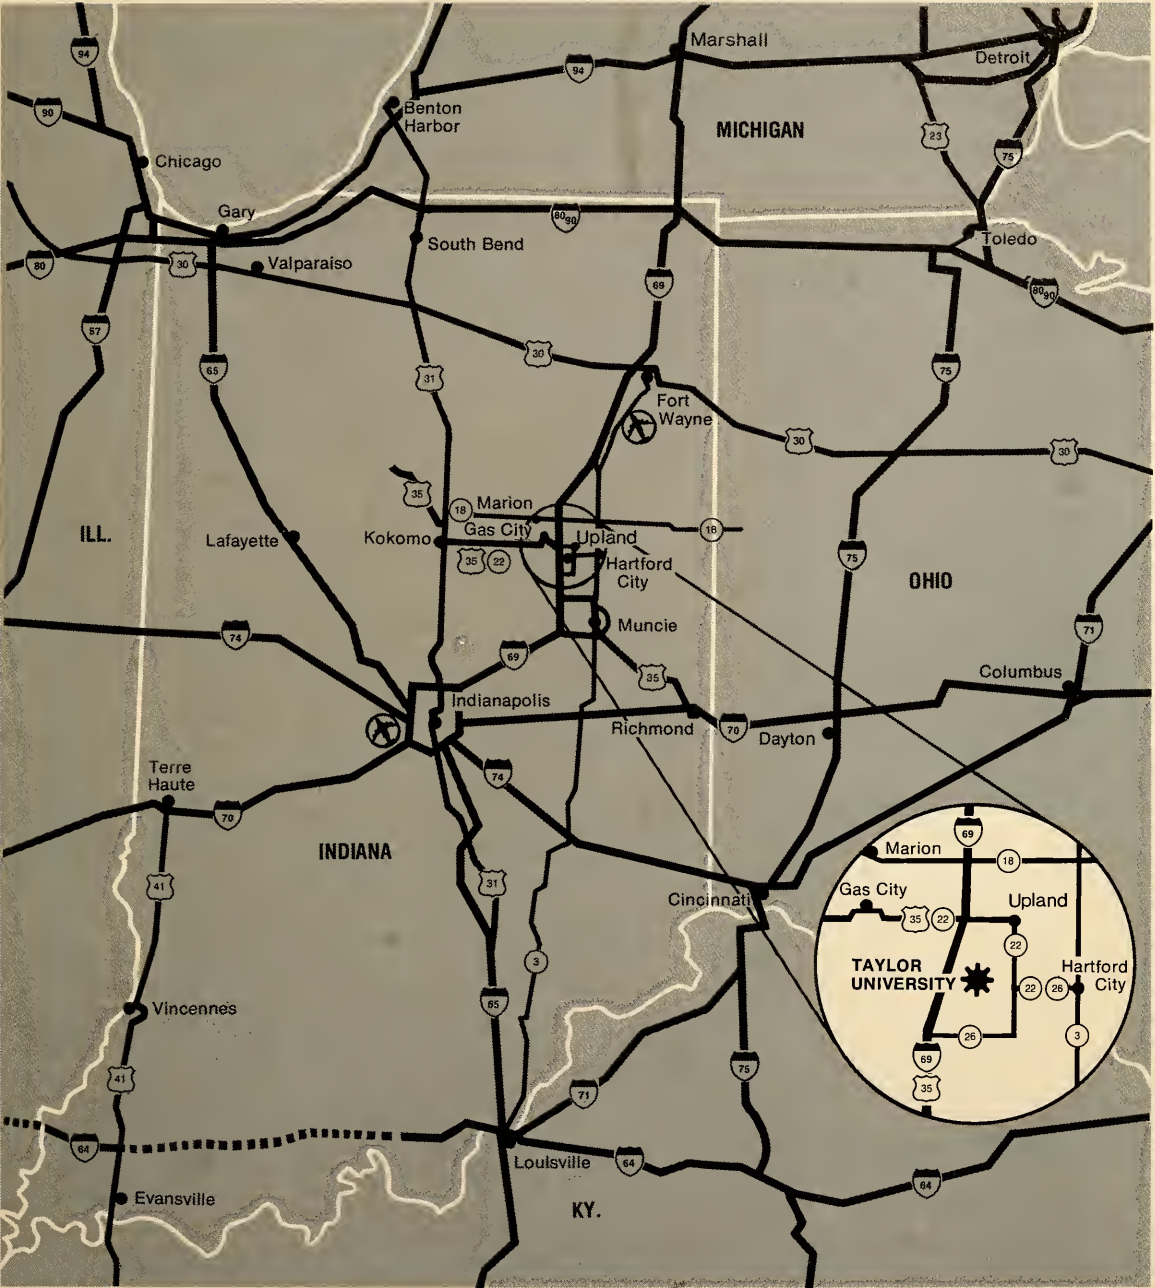 94
Marshall
94
Detroit
90
Benton
Harbor
MICHIGAN
23
75
Chicago
Gary
80 90
South Bend
Toledo
80
30
Valparaiso
69
80 90
57
65
31
30
75
Fort
Wayne
30
30
35
18
Marion
18
ILL.
Lafayette
Kokomo
Gas City
Upland
35
22
Hartford
City
75
OHIO
74
Muncie
71
69
35
Columbus
Indianapolis
Richmond
70
Dayton
Terre
Haute
74
70
INDIANA
41
31
Cincinnati
69
Marion
18
Gas City
35
22
Upland
22
TAYLOR
UNIVERSITY
Hartford
City
22
26
26
3
69
35
3
Vincennes
65
41
75
71
64
Louisville
64
64
Evansville
KY.